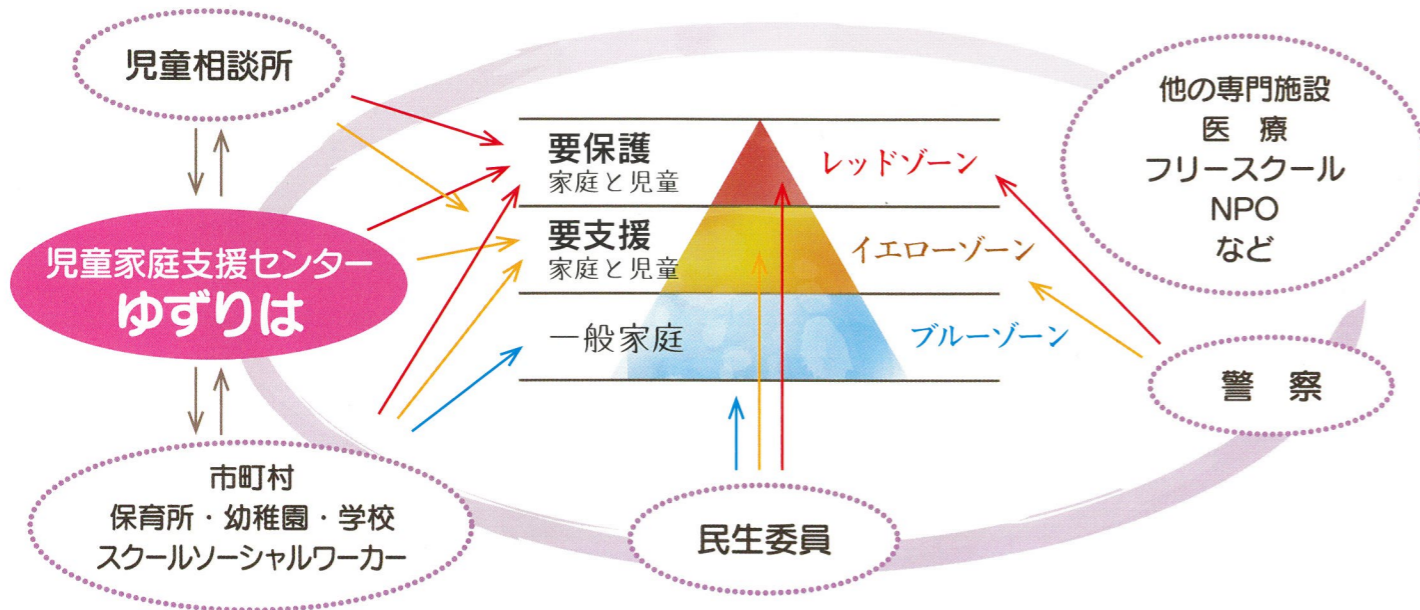 児童相談所
児童家庭支援センター
ゆずりは
市町村
保育所・幼稚園・学校
スクールソーシャルワーカー
要保護
家庭と児童
レッドゾーン
要支援
家庭と児童
イエローゾーン
一般家庭
ブルーゾーン
民生委員
他の専門施設
医 療
フリースクール
NPO
など
警 察